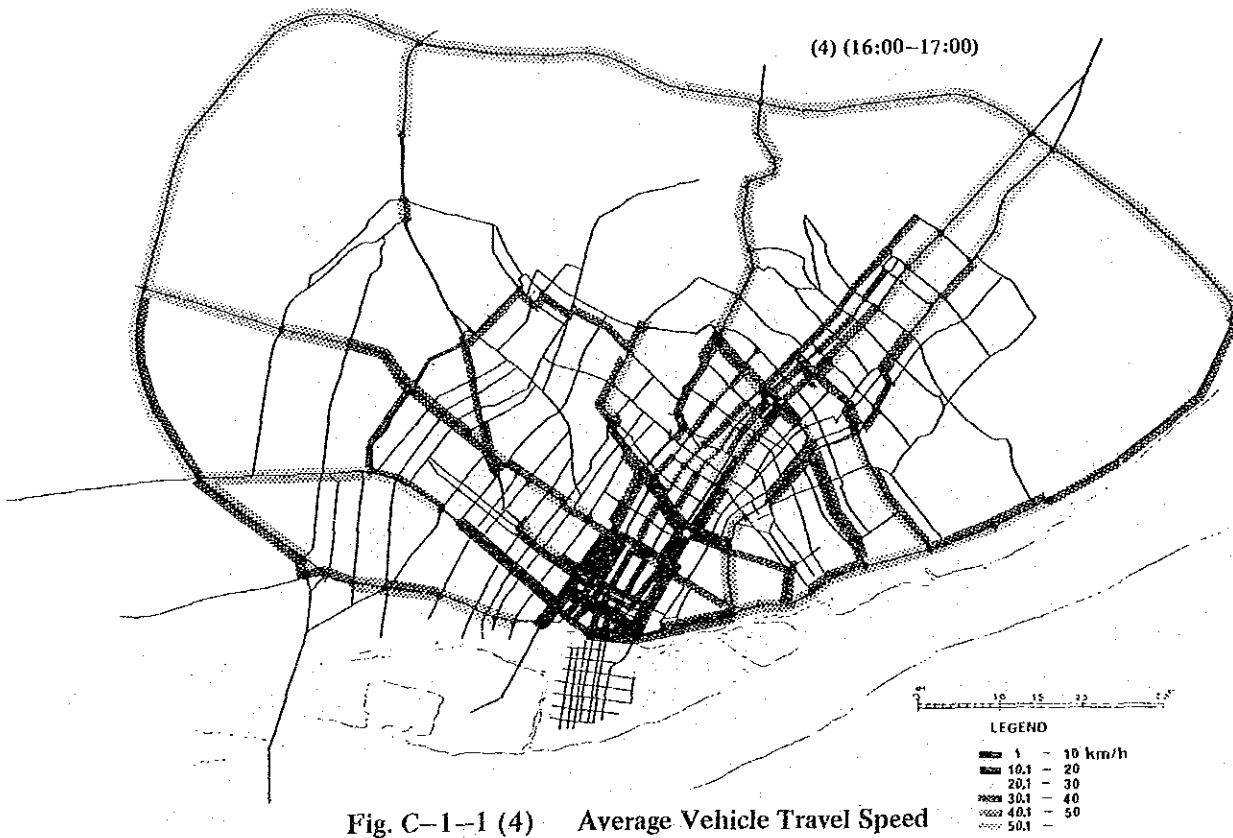 (4) (16:00–17:00)
LEGEND
1 – 10 km/h
10.1 – 20
20.1 – 30
30.1 – 40
40.1 – 50
50.1 –
Fig. C–1–1 (4) Average Vehicle Travel Speed